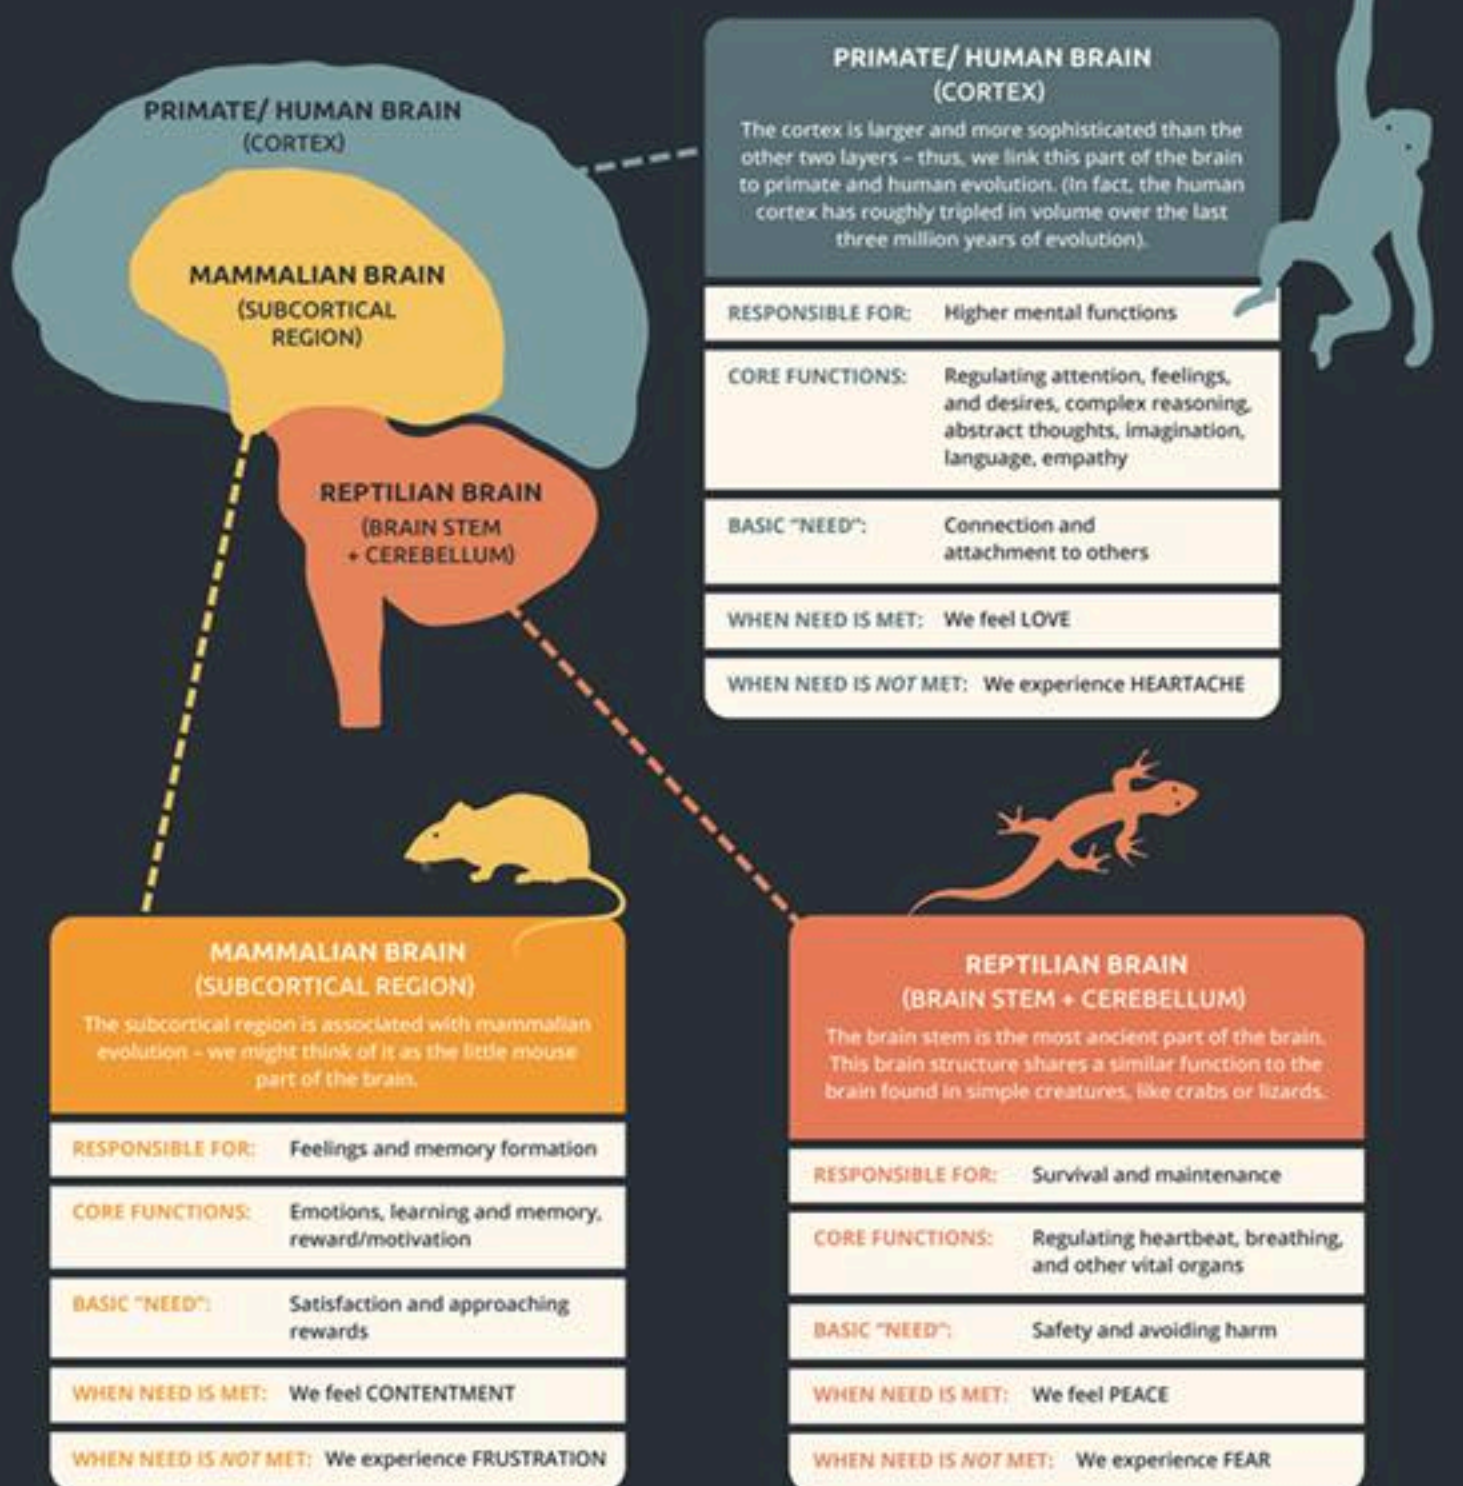 PRIMATE/ HUMAN BRAIN
(CORTEX)
MAMMALIAN BRAIN
(SUBCORTICAL
REGION)
REPTILIAN BRAIN
(BRAIN STEM
+ CEREBELLUM)
PRIMATE/ HUMAN BRAIN
(CORTEX)
The cortex is larger and more sophisticated than the
other two layers – thus, we link this part of the brain
to primate and human evolution. (In fact, the human
cortex has roughly tripled in volume over the last
three million years of evolution).
RESPONSIBLE FOR: Higher mental functions
CORE FUNCTIONS: Regulating attention, feelings,
and desires, complex reasoning,
abstract thoughts, imagination,
language, empathy
BASIC "NEED": Connection and
attachment to others
WHEN NEED IS MET: We feel LOVE
WHEN NEED IS NOT MET: We experience HEARTACHE
MAMMALIAN BRAIN
(SUBCORTICAL REGION)
The subcortical region is associated with mammalian
evolution – we might think of it as the little mouse
part of the brain.
RESPONSIBLE FOR: Feelings and memory formation
CORE FUNCTIONS: Emotions, learning and memory,
reward/motivation
BASIC "NEED": Satisfaction and approaching
rewards
WHEN NEED IS MET: We feel CONTENTMENT
WHEN NEED IS NOT MET: We experience FRUSTRATION
REPTILIAN BRAIN
(BRAIN STEM + CEREBELLUM)
The brain stem is the most ancient part of the brain.
This brain structure shares a similar function to the
brain found in simple creatures, like crabs or lizards.
RESPONSIBLE FOR: Survival and maintenance
CORE FUNCTIONS: Regulating heartbeat, breathing,
and other vital organs
BASIC "NEED": Safety and avoiding harm
WHEN NEED IS MET: We feel PEACE
WHEN NEED IS NOT MET: We experience FEAR